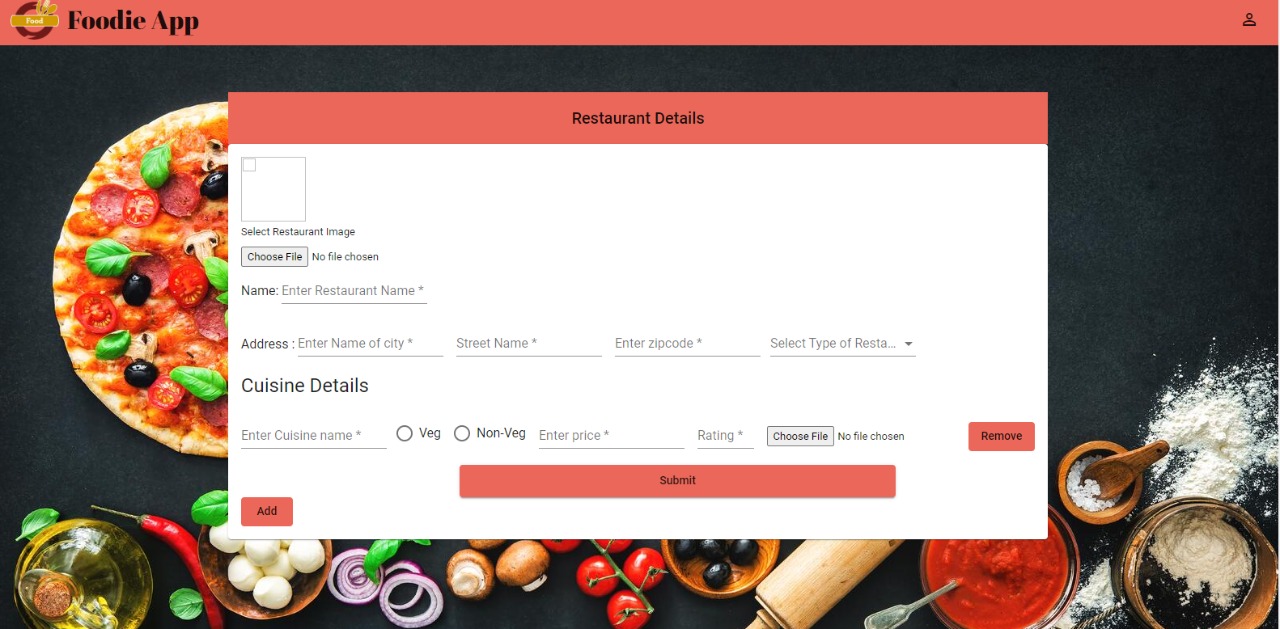 Food
Foodie App
Restaurant Details
Select Restaurant Image
Choose File No file chosen
Name: Enter Restaurant Name *
Address : Enter Name of city * Street Name * Enter zipcode * Select Type of Resta...
Cuisine Details
Enter Cuisine name * Veg Non-Veg Enter price * Rating * Choose File No file chosen Remove
Submit
Add